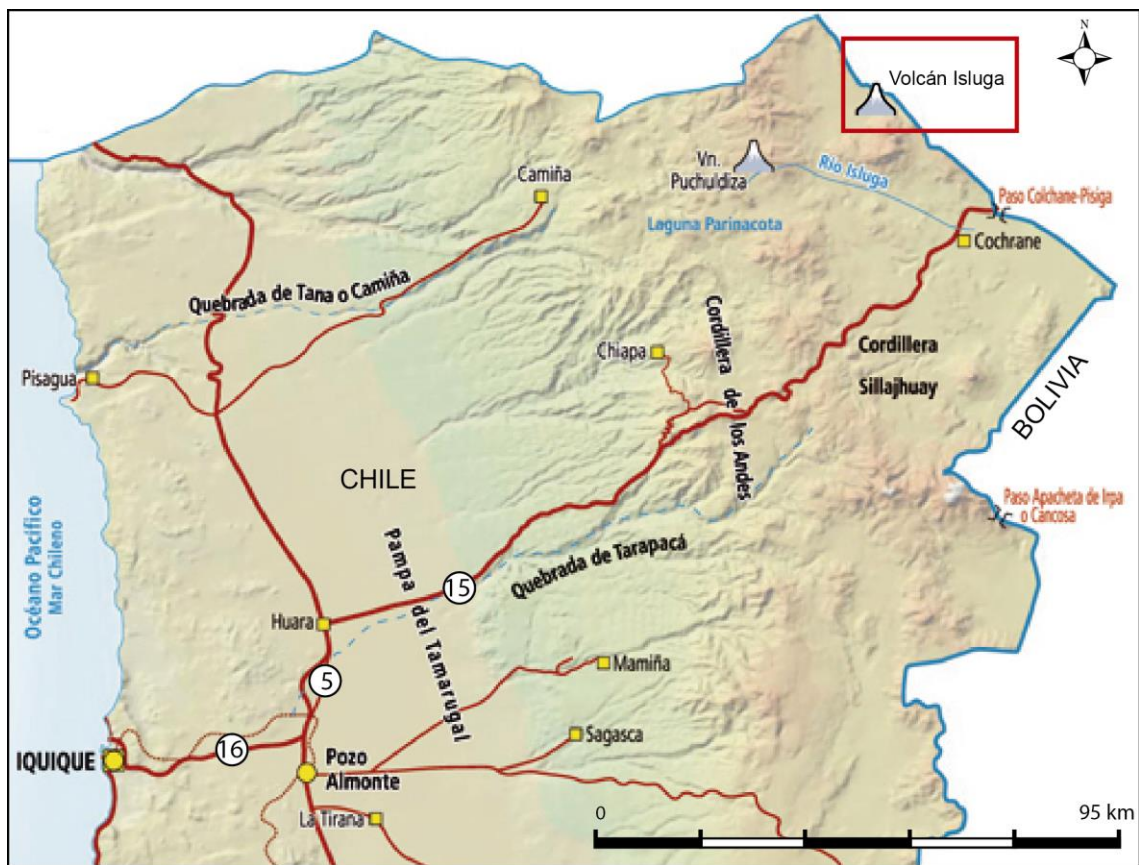 Volcán Isluga
Vn.
Puchuldiza
Río Isluga
Camiña
Paso Colchane-Pisiga
Laguna Parinacota
Cochrane
Quebrada de Tana o Camiña
Cordillera de los Andes
Chiapa
Cordillera
Sillajhuay
Pisagua
BOLIVIA
CHILE
Paso Apacheta de Irpa
o Cancosa
Océano Pacífico
Mar Chileno
Pampa del Tamarugal
Quebrada de Tarapacá
15
Huara
Mamiña
5
Sagasca
16
IQUIQUE
Pozo
Almonte
La Tirana
0 95 km